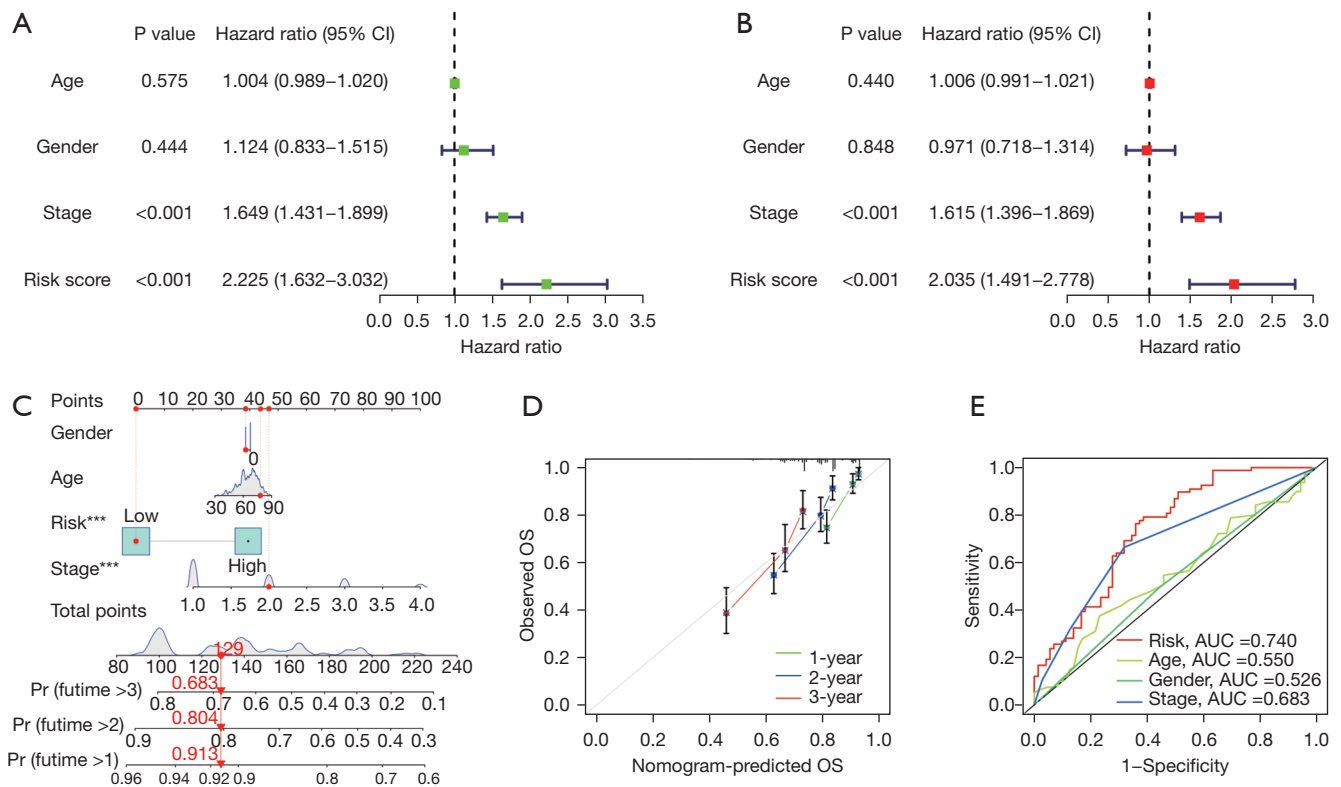 A
P value Hazard ratio (95% CI)
Age 0.575 1.004 (0.989–1.020)
Gender 0.444 1.124 (0.833–1.515)
Stage <0.001 1.649 (1.431–1.899)
Risk score <0.001 2.225 (1.632–3.032)
0.0 0.5 1.0 1.5 2.0 2.5 3.0 3.5
Hazard ratio
B
P value Hazard ratio (95% CI)
Age 0.440 1.006 (0.991–1.021)
Gender 0.848 0.971 (0.718–1.314)
Stage <0.001 1.615 (1.396–1.869)
Risk score <0.001 2.035 (1.491–2.778)
0.0 0.5 1.0 1.5 2.0 2.5 3.0
Hazard ratio
C
Points 0 10 20 30 40 50 60 70 80 90 100
Gender
0
Age
30 60 90
Risk***
Low
High
Stage***
1.0 1.5 2.0 2.5 3.0 3.5 4.0
Total points
129
80 100 120 140 160 180 200 220 240
0.683
Pr (futime >3)
0.8 0.7 0.6 0.5 0.4 0.3 0.2 0.1
0.804
Pr (futime >2)
0.9 0.8 0.7 0.6 0.5 0.4 0.3
0.913
Pr (futime >1)
0.96 0.94 0.92 0.9 0.8 0.7 0.6
D
Observed OS
1.0
0.8
0.6
0.4
0.2
0.0
1-year
2-year
3-year
0.0 0.2 0.4 0.6 0.8 1.0
Nomogram-predicted OS
E
Sensitivity
1.0
0.8
0.6
0.4
0.2
0.0
Risk, AUC =0.740
Age, AUC =0.550
Gender, AUC =0.526
Stage, AUC =0.683
0.0 0.2 0.4 0.6 0.8 1.0
1–Specificity